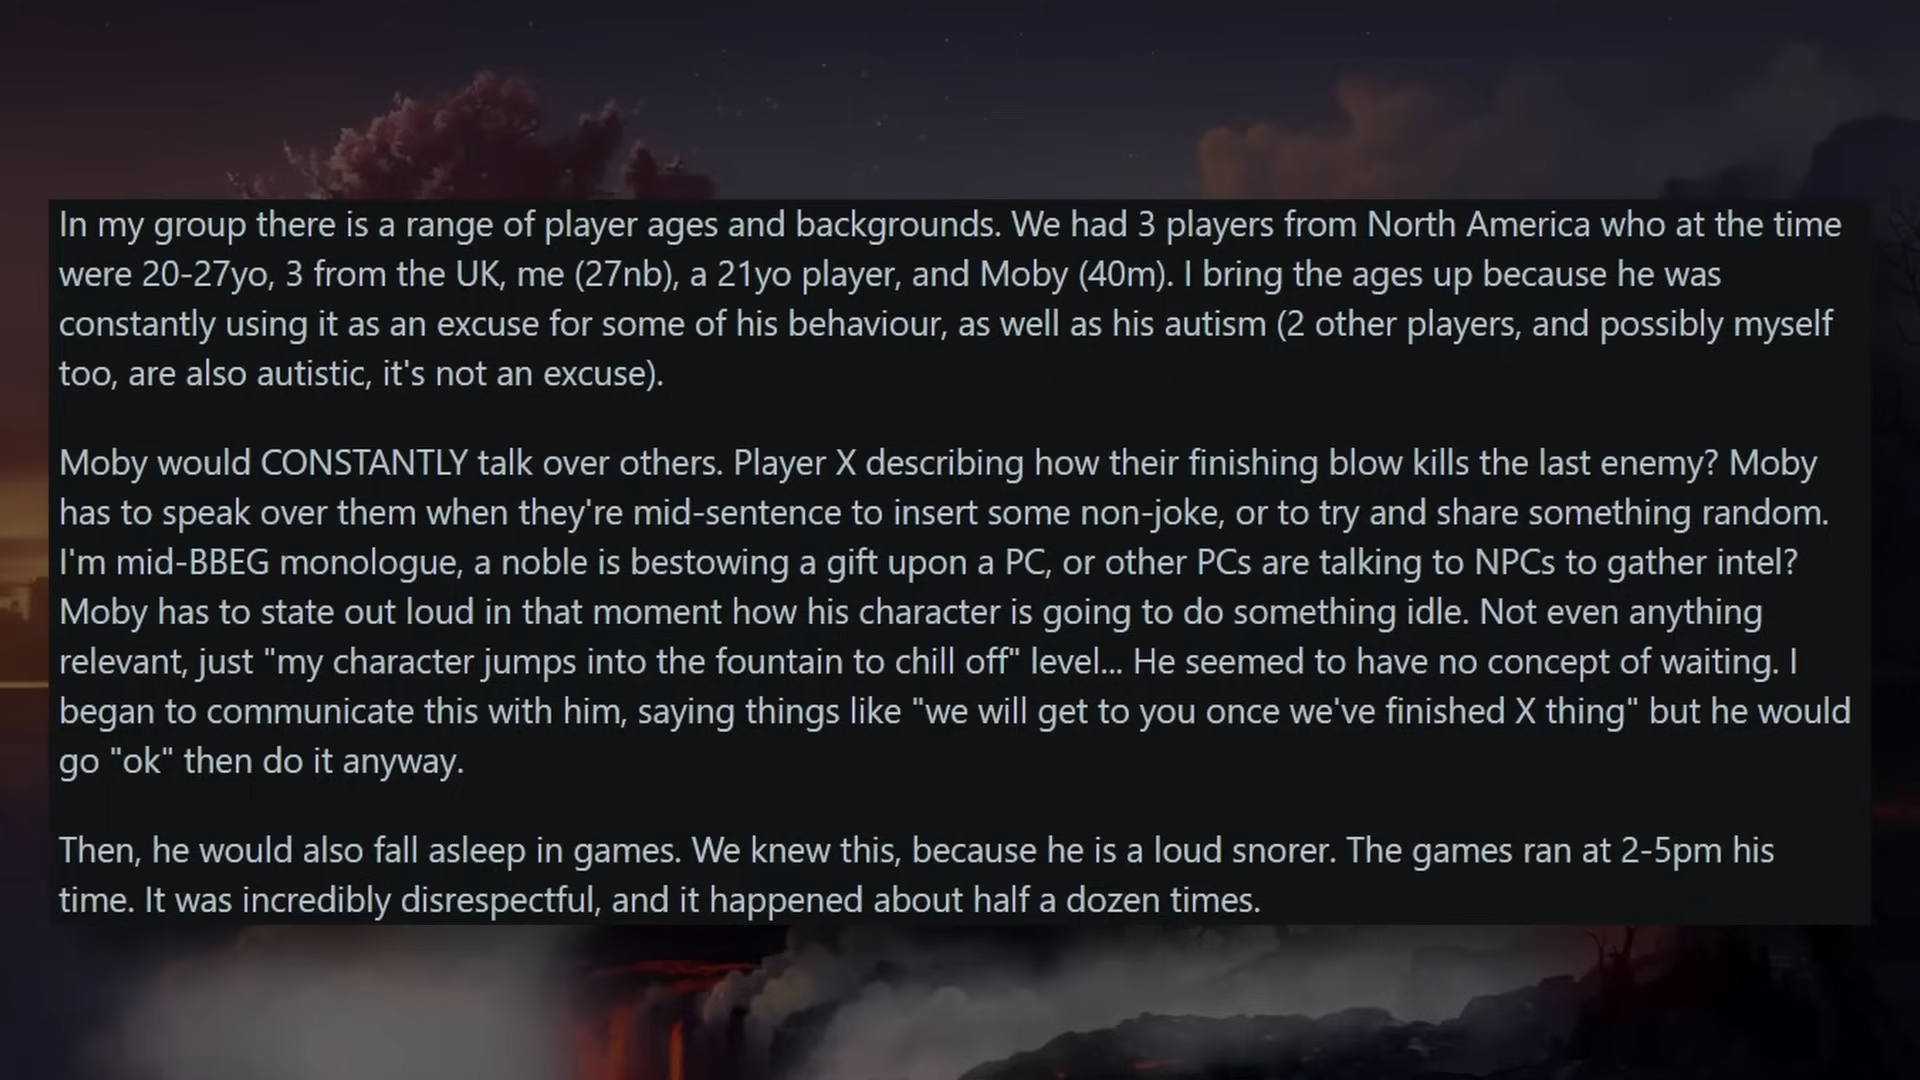 In my group there is a range of player ages and backgrounds. We had 3 players from North America who at the time
were 20-27yo, 3 from the UK, me (27nb), a 21yo player, and Moby (40m). I bring the ages up because he was
constantly using it as an excuse for some of his behaviour, as well as his autism (2 other players, and possibly myself
too, are also autistic, it's not an excuse).
Moby would CONSTANTLY talk over others. Player X describing how their finishing blow kills the last enemy? Moby
has to speak over them when they're mid-sentence to insert some non-joke, or to try and share something random.
I'm mid-BBEG monologue, a noble is bestowing a gift upon a PC, or other PCs are talking to NPCs to gather intel?
Moby has to state out loud in that moment how his character is going to do something idle. Not even anything
relevant, just "my character jumps into the fountain to chill off" level... He seemed to have no concept of waiting. I
began to communicate this with him, saying things like "we will get to you once we've finished X thing" but he would
go "ok" then do it anyway.
Then, he would also fall asleep in games. We knew this, because he is a loud snorer. The games ran at 2-5pm his
time. It was incredibly disrespectful, and it happened about half a dozen times.